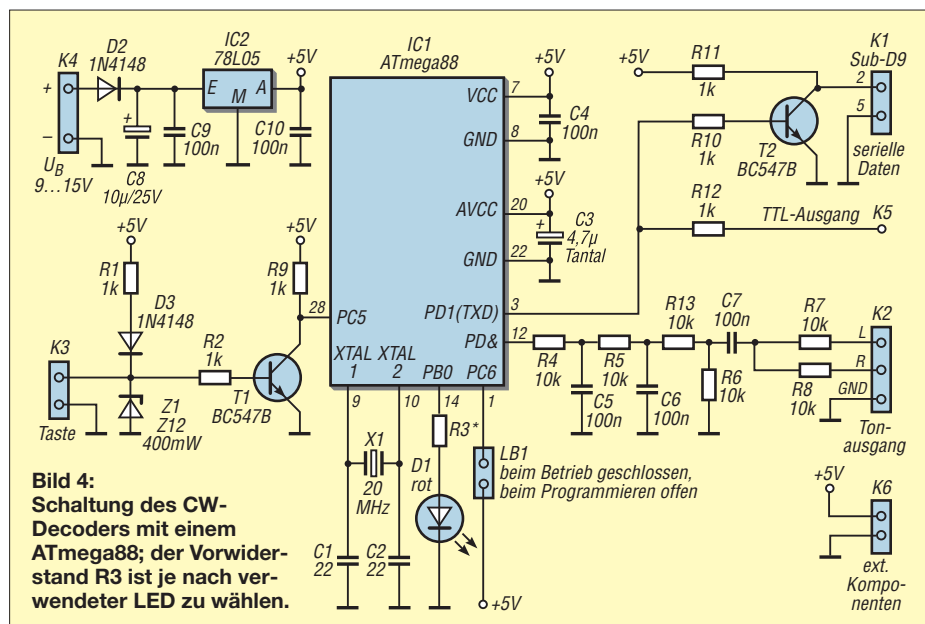 K4
D2
1N4148
IC2
78L05
+5V
E
M
A
+
–
U_B
9…15V
+
C8
10µ/25V
C9
100n
C10
100n
IC1
ATmega88
VCC
7
GND
8
AVCC
20
GND
22
PD1(TXD)
3
PD&
12
28
PC5
XTAL
1
XTAL
2
PB0
PC6
9
10
14
1
C4
100n
+5V
+5V
+
C3
4,7µ
Tantal
+5V
R11
1k
R10
1k
R12
1k
T2
BC547B
K1
Sub-D9
2
5
serielle
Daten
TTL-Ausgang
K5
R4
10k
R5
10k
R13
10k
C7
100n
R7
10k
R8
10k
R6
10k
C5
100n
C6
100n
K2
L
R
GND
Ton-
ausgang
+5V
K6
ext.
Kompo-
nenten
+5V
R1
1k
D3
1N4148
K3
Taste
Z1
Z12
400mW
R2
1k
+5V
R9
1k
T1
BC547B
X1
20
MHz
C1
22
C2
22
R3*
D1
rot
LB1
beim Betrieb geschlossen,
beim Programmieren offen
+5V
Bild 4:
Schaltung des CW-
Decoders mit einem
ATmega88; der Vorwider-
stand R3 ist je nach ver-
wendeter LED zu wählen.